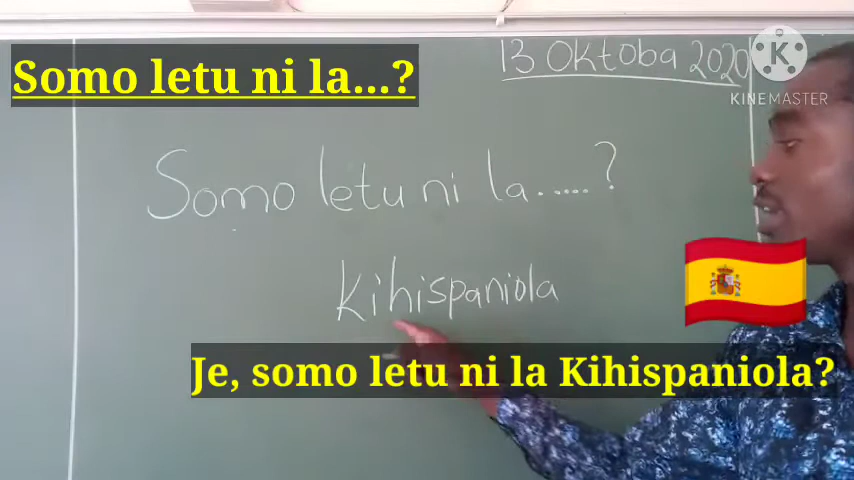 Somo letu ni la...?
13 Oktoba 2020
KINEMASTER
Somo letu ni la.....?
Kihispaniola
Je, somo letu ni la Kihispaniola?